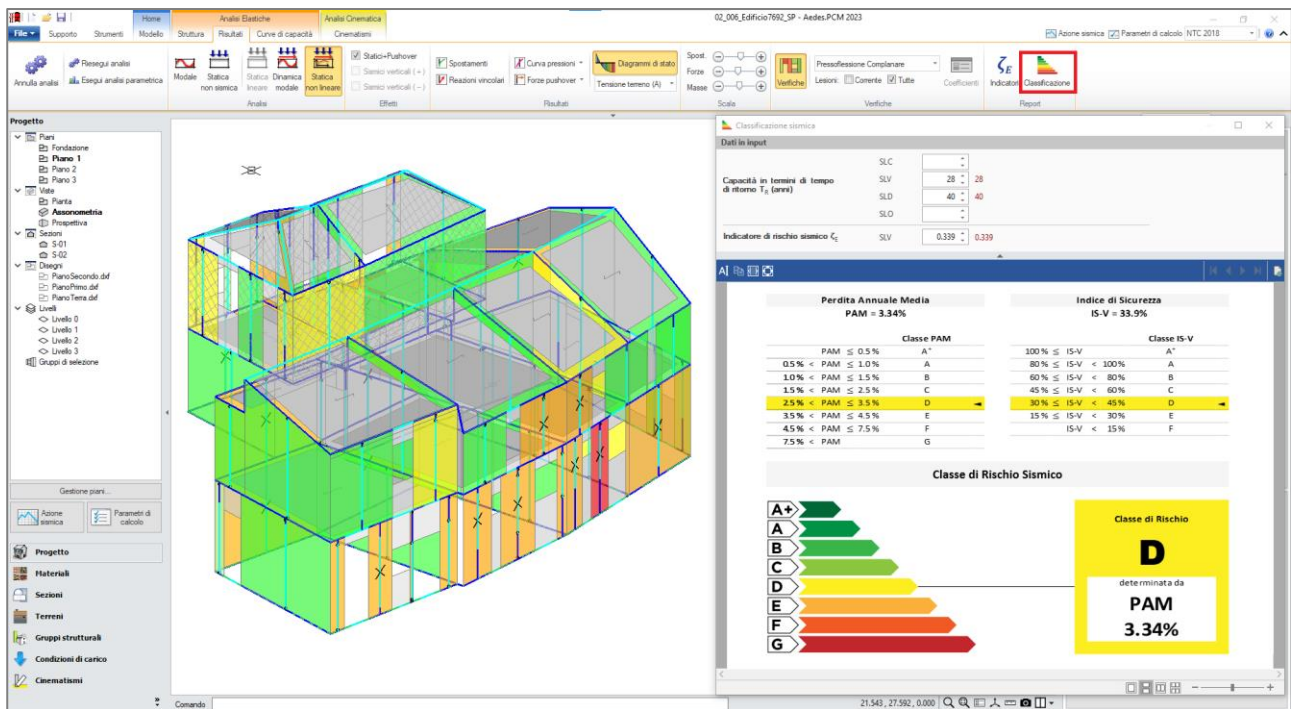 02_006_Edificio7692_SP - Aedes.PCM 2023
Home
Analisi Elastiche
Analisi Cinematica
File
Supporto
Strumenti
Modello
Struttura
Risultati
Curve di capacità
Cinematismi
Azione sismica
Parametri di calcolo
NTC 2018
Annulla analisi
Riesegui analisi
Esegui analisi parametrica
Modale
Statica non sismica
Statica lineare
Dinamica modale
Statica non lineare
Analisi
Statici+Pushover
Sismici verticali (+)
Sismici verticali (−)
Effetti
Spostamenti
Reazioni vincolari
Curva pressioni
Forze pushover
Diagrammi di stato
Tensione terreno (A)
Risultati
Spost.
Forze
Masse
Scala
Verifiche
Pressoflessione Complanare
Lesioni: Corrente Tutte
Coefficienti
Verifiche
ζE
Indicatori
Classificazione
Report
Progetto
Piani
Fondazione
Piano 1
Piano 2
Piano 3
Viste
Pianta
Assonometria
Prospettiva
Sezioni
S-01
S-02
Disegni
PianoSecondo.dxf
PianoPrimo.dxf
PianoTerra.dxf
Livelli
Livello 0
Livello 1
Livello 2
Livello 3
Gruppi di selezione
Gestione piani...
Azione sismica
Parametri di calcolo
Progetto
Materiali
Sezioni
Terreni
Gruppi strutturali
Condizioni di carico
Cinematismi
Comando
21.543 , 27.592 , 0.000
Classificazione sismica
Dati in input
Capacità in termini di tempo
di ritorno TR (anni)
SLC
SLV 28 28
SLD 40 40
SLO
Indicatore di rischio sismico ζE SLV 0.339 0.339
Perdita Annuale Media
PAM = 3.34%
Classe PAM
PAM ≤ 0.5% A+
0.5% < PAM ≤ 1.0% A
1.0% < PAM ≤ 1.5% B
1.5% < PAM ≤ 2.5% C
2.5% < PAM ≤ 3.5% D
3.5% < PAM ≤ 4.5% E
4.5% < PAM ≤ 7.5% F
7.5% < PAM G
Indice di Sicurezza
IS-V = 33.9%
Classe IS-V
100% ≤ IS-V A+
80% ≤ IS-V < 100% A
60% ≤ IS-V < 80% B
45% ≤ IS-V < 60% C
30% ≤ IS-V < 45% D
15% ≤ IS-V < 30% E
IS-V < 15% F
Classe di Rischio Sismico
A+
A
B
C
D
E
F
G
Classe di Rischio
D
determinata da
PAM
3.34%